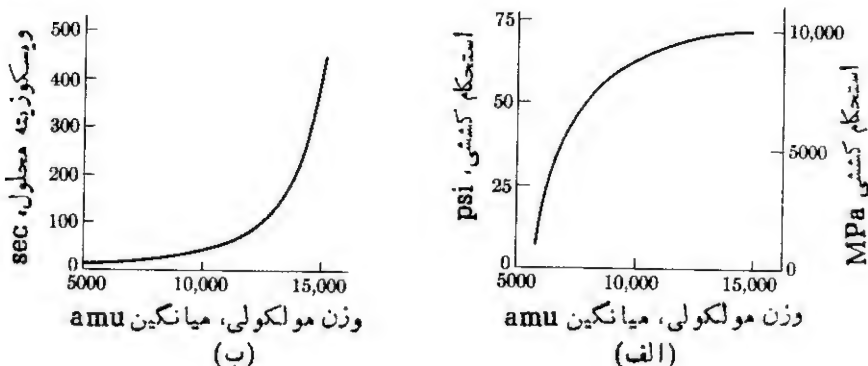 ویسکوزیته محلول، sec
500
400
300
200
100
0
5000
10,000
15,000
وزن مولکولی، میانگین amu
(ب)
استحکام کششی، psi
75
50
25
0
5000
10,000
15,000
10,000
5000
0
استحکام کششی MPa
وزن مولکولی، میانگین amu
(الف)